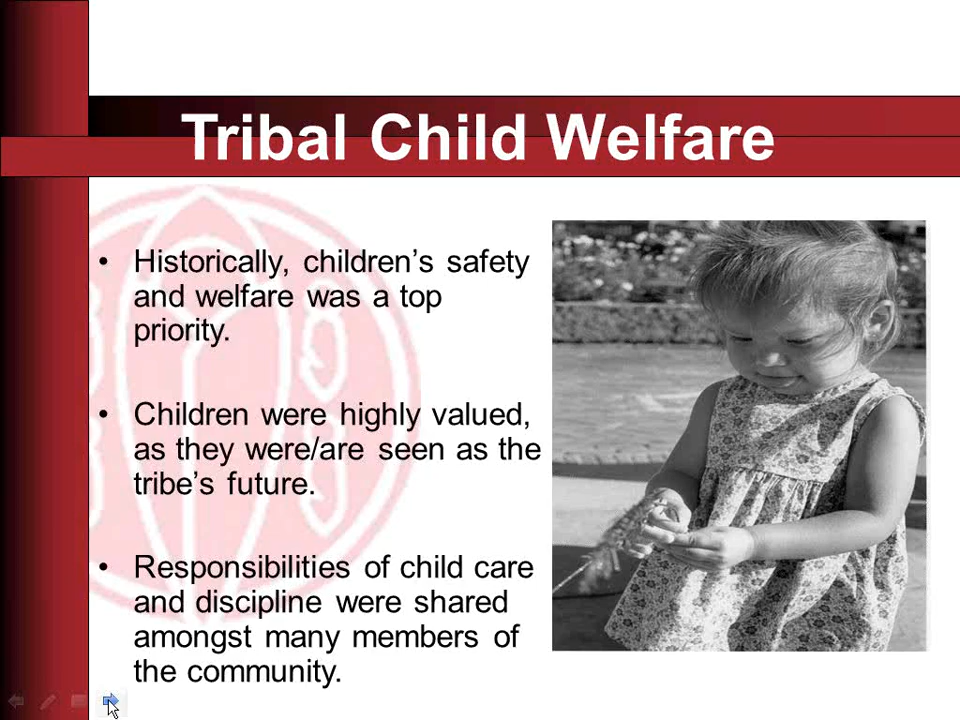 Tribal Child Welfare
• Historically, children’s safety
and welfare was a top
priority.
• Children were highly valued,
as they were/are seen as the
tribe’s future.
• Responsibilities of child care
and discipline were shared
amongst many members of
the community.